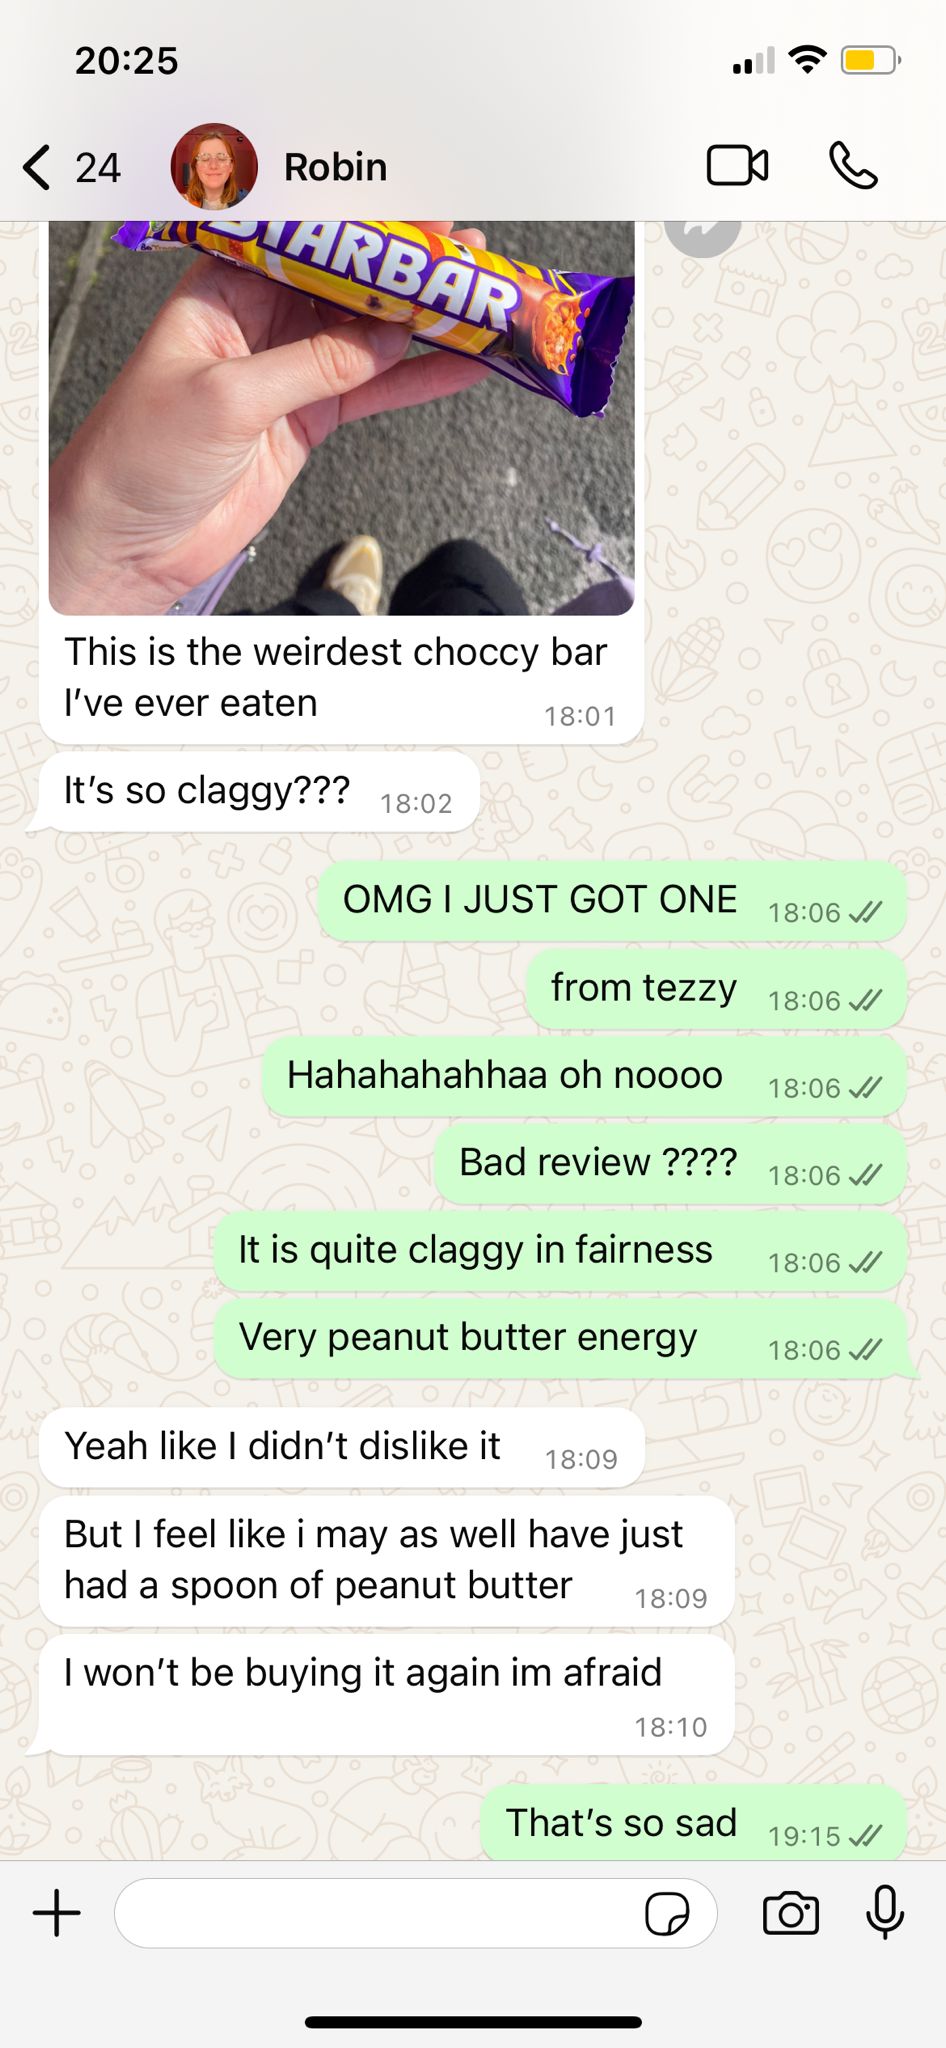 20:25
24
Robin
STARBAR
This is the weirdest choccy bar
I've ever eaten
18:01
It's so claggy???
18:02
OMG I JUST GOT ONE
18:06
from tezzy
18:06
Hahahahahhaa oh noooo
18:06
Bad review ????
18:06
It is quite claggy in fairness
18:06
Very peanut butter energy
18:06
Yeah like I didn't dislike it
18:09
But I feel like i may as well have just
had a spoon of peanut butter
18:09
I won't be buying it again im afraid
18:10
That's so sad
19:15